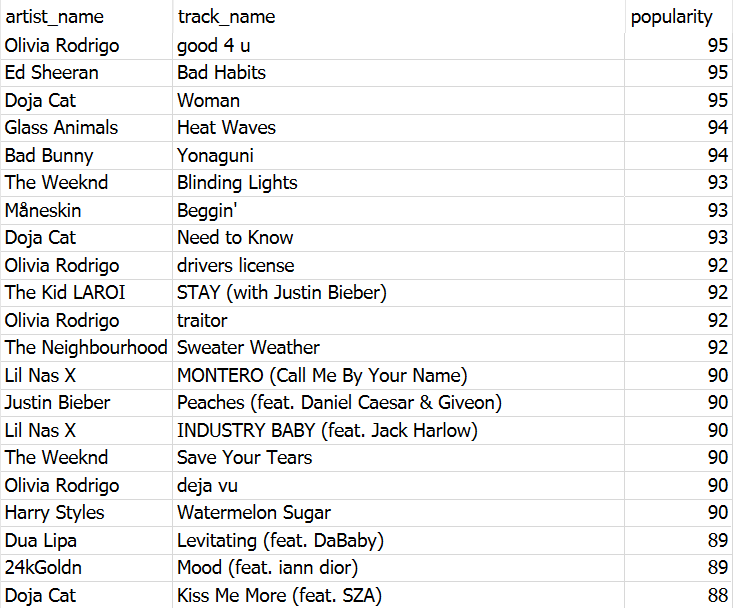 artist_name track_name popularity
Olivia Rodrigo good 4 u 95
Ed Sheeran Bad Habits 95
Doja Cat Woman 95
Glass Animals Heat Waves 94
Bad Bunny Yonaguni 94
The Weeknd Blinding Lights 93
Måneskin Beggin' 93
Doja Cat Need to Know 93
Olivia Rodrigo drivers license 92
The Kid LAROI STAY (with Justin Bieber) 92
Olivia Rodrigo traitor 92
The Neighbourhood Sweater Weather 92
Lil Nas X MONTERO (Call Me By Your Name) 90
Justin Bieber Peaches (feat. Daniel Caesar & Giveon) 90
Lil Nas X INDUSTRY BABY (feat. Jack Harlow) 90
The Weeknd Save Your Tears 90
Olivia Rodrigo deja vu 90
Harry Styles Watermelon Sugar 90
Dua Lipa Levitating (feat. DaBaby) 89
24kGoldn Mood (feat. iann dior) 89
Doja Cat Kiss Me More (feat. SZA) 88